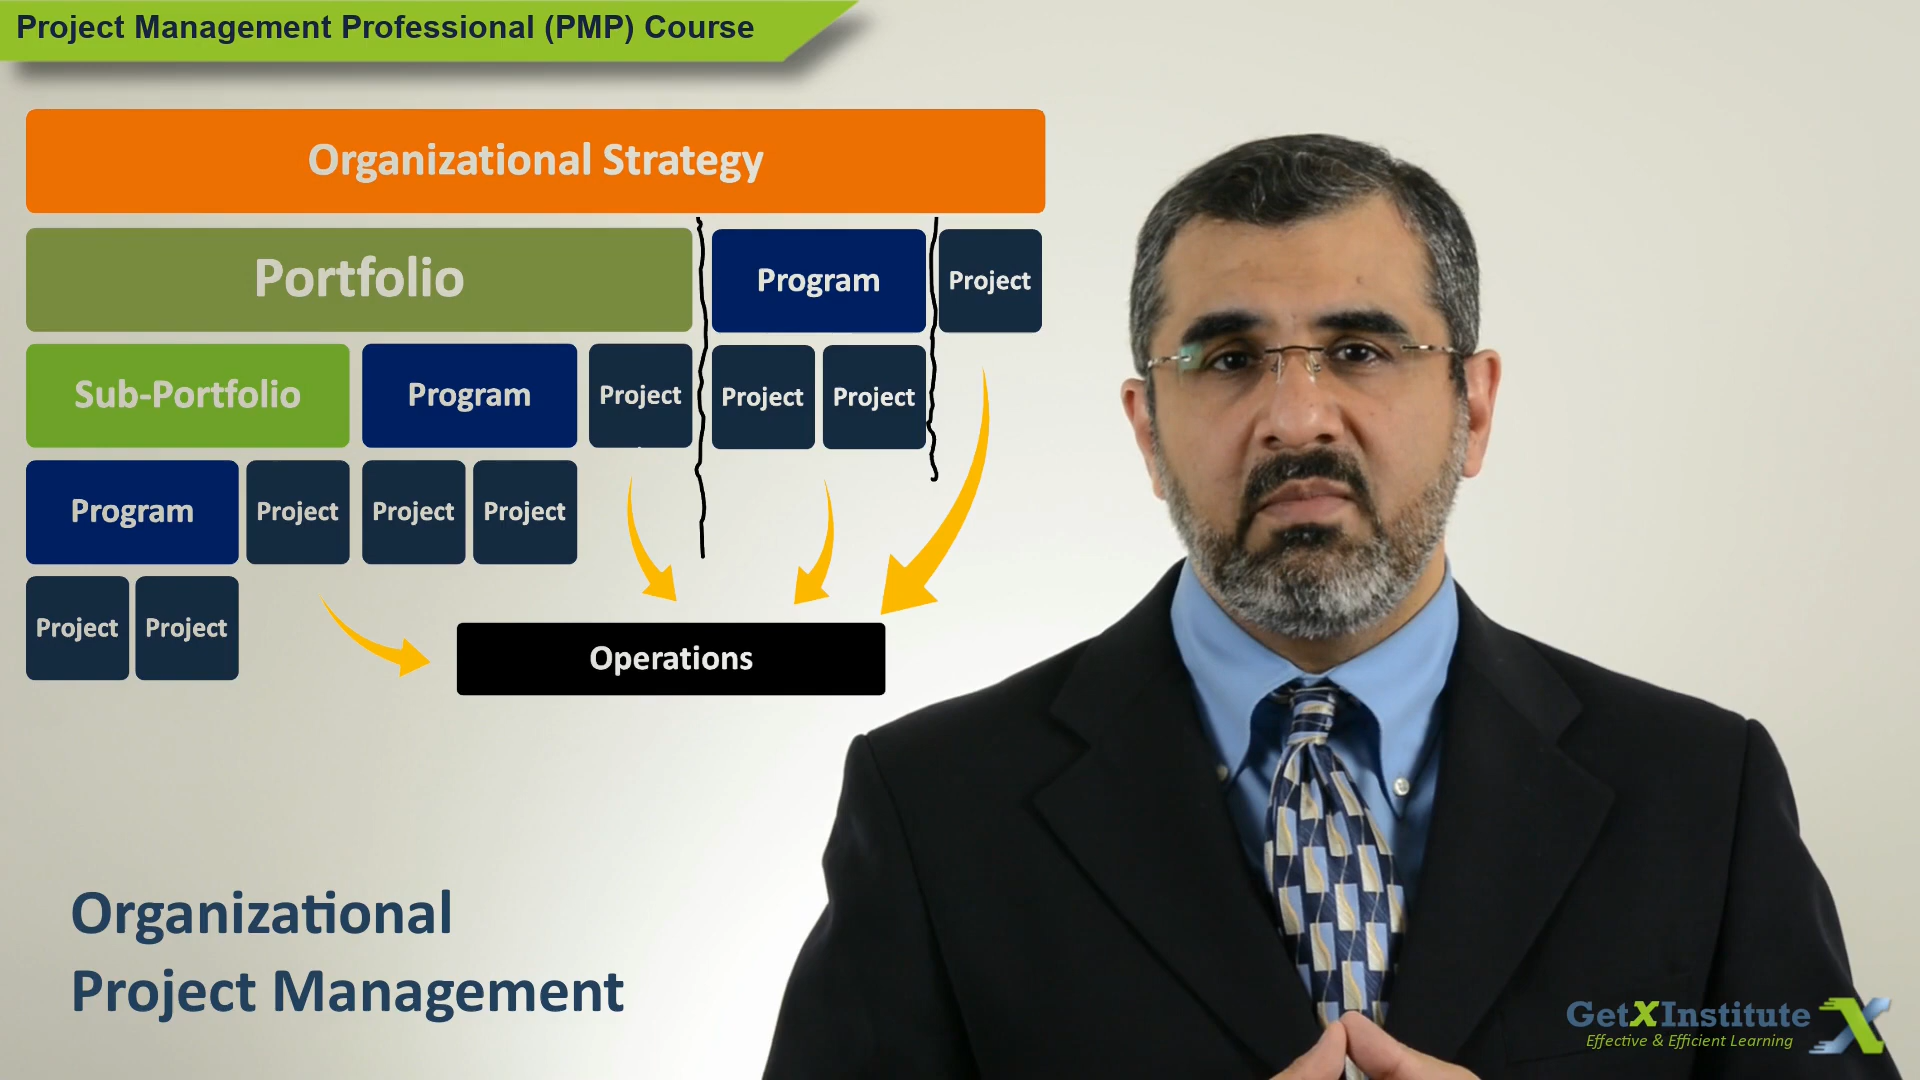 Project Management Professional (PMP) Course
Organizational Strategy
Portfolio
Program
Project
Sub-Portfolio
Program
Project
Project
Project
Program
Project
Project
Project
Project
Project
Operations
Organizational
Project Management
GetXInstitute
Effective & Efficient Learning